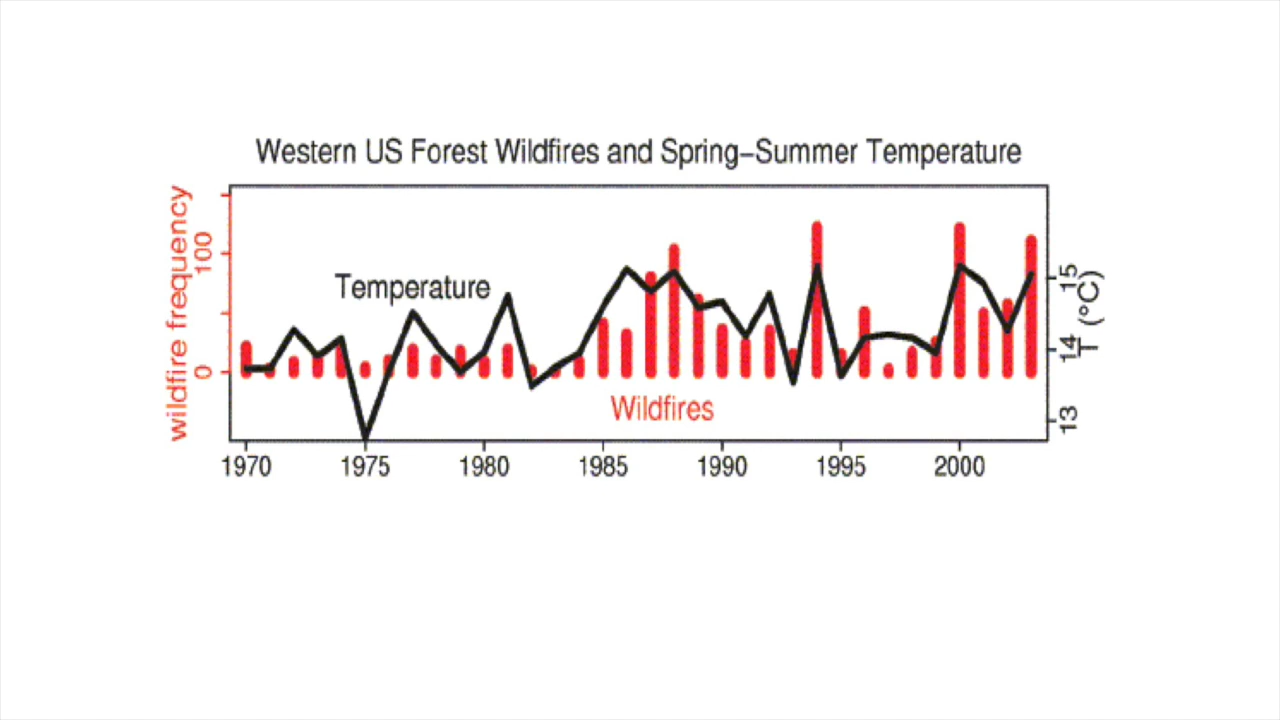 Western US Forest Wildfires and Spring–Summer Temperature
wildfire frequency
100
0
Temperature
Wildfires
15
14
13
T (°C)
1970 1975 1980 1985 1990 1995 2000